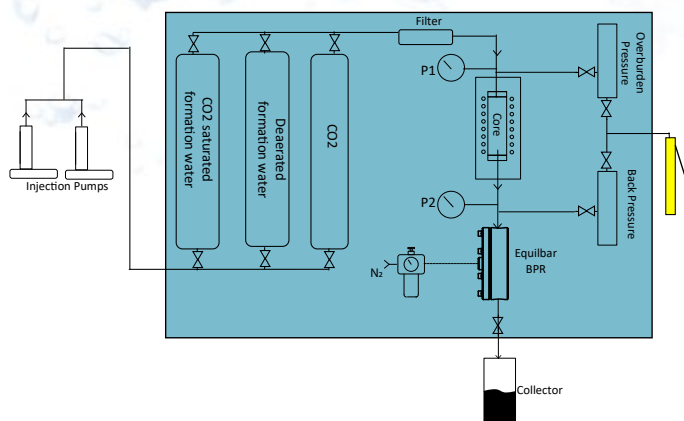 Filter
Overburden
Pressure
P1
CO2 saturated
formation water
Deaerated
formation water
CO2
Core
Injection Pumps
P2
Back Pressure
Equilbar
BPR
N₂
Collector